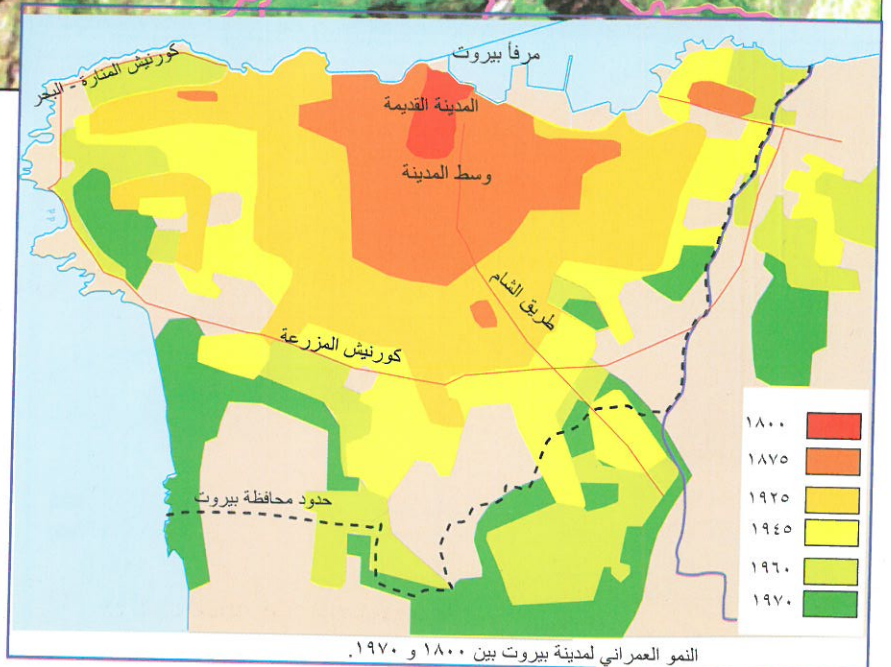 مرفأ بيروت
كورنيش المنارة - البحر
المدينة القديمة
وسط المدينة
طريق الشام
كورنيش المزرعة
حدود محافظة بيروت
١٨٠٠
١٨٧٥
١٩٢٥
١٩٤٥
١٩٦٠
١٩٧٠
النمو العمراني لمدينة بيروت بين ١٨٠٠ و ١٩٧٠.